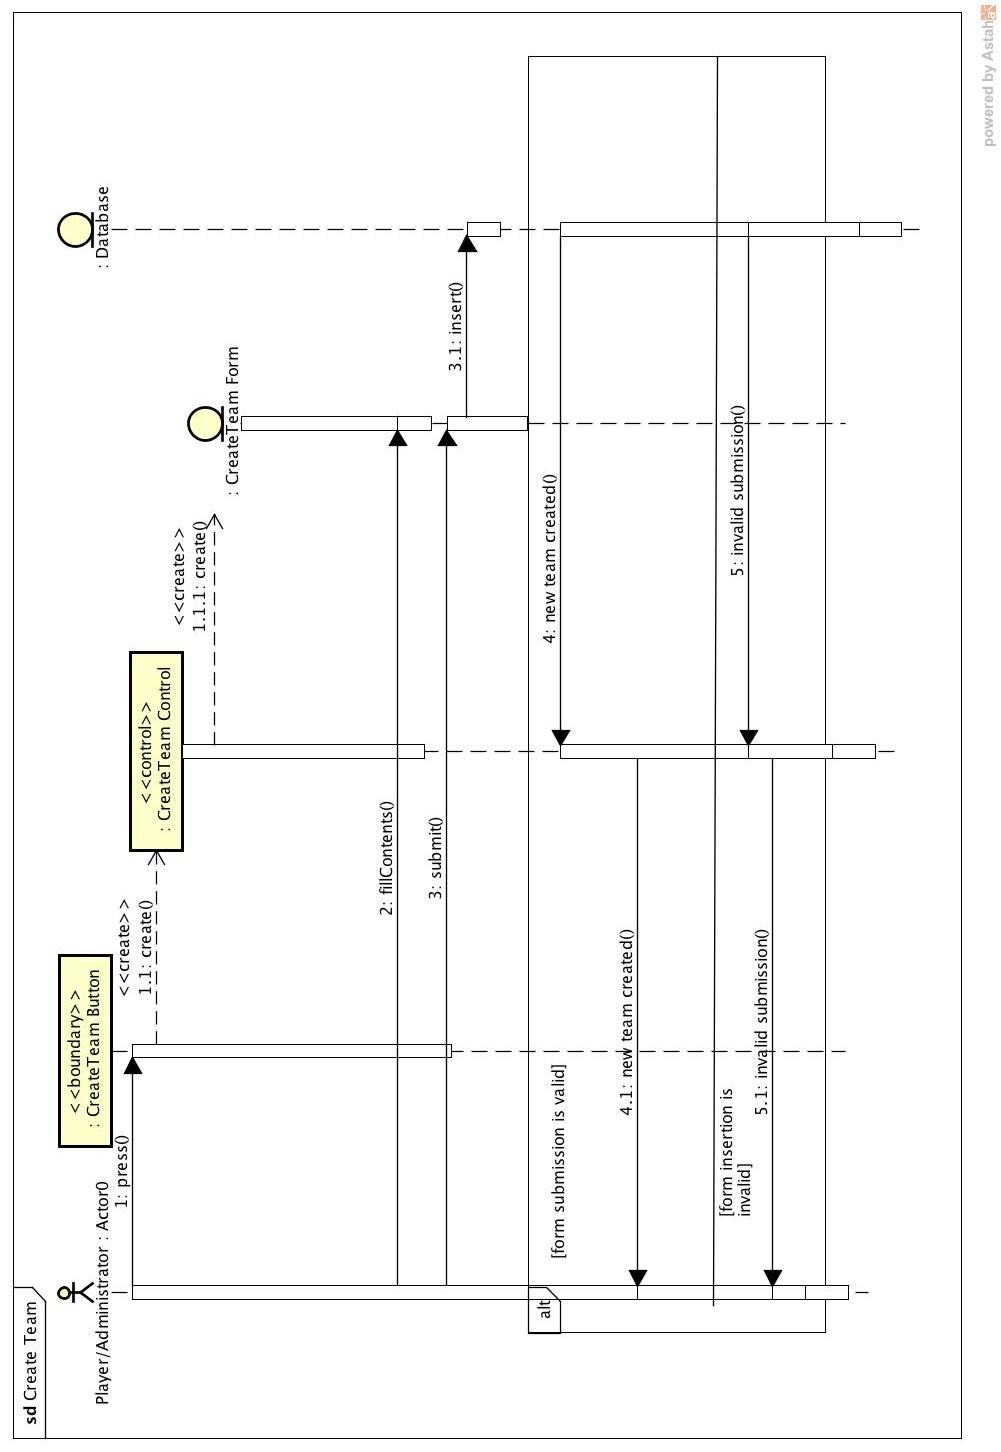 sd Create Team
Player/Administrator : Actor0
<<boundary>>
: CreateTeam Button
<<control>>
: CreateTeam Control
: CreateTeam Form
: Database
1: press()
<<create>>
1.1: create()
<<create>>
1.1.1: create()
2: fillContents()
3: submit()
3.1: insert()
alt
[form submission is valid]
4: new team created()
4.1: new team created()
[form insertion is
invalid]
5: invalid submission()
5.1: invalid submission()
powered by Astah